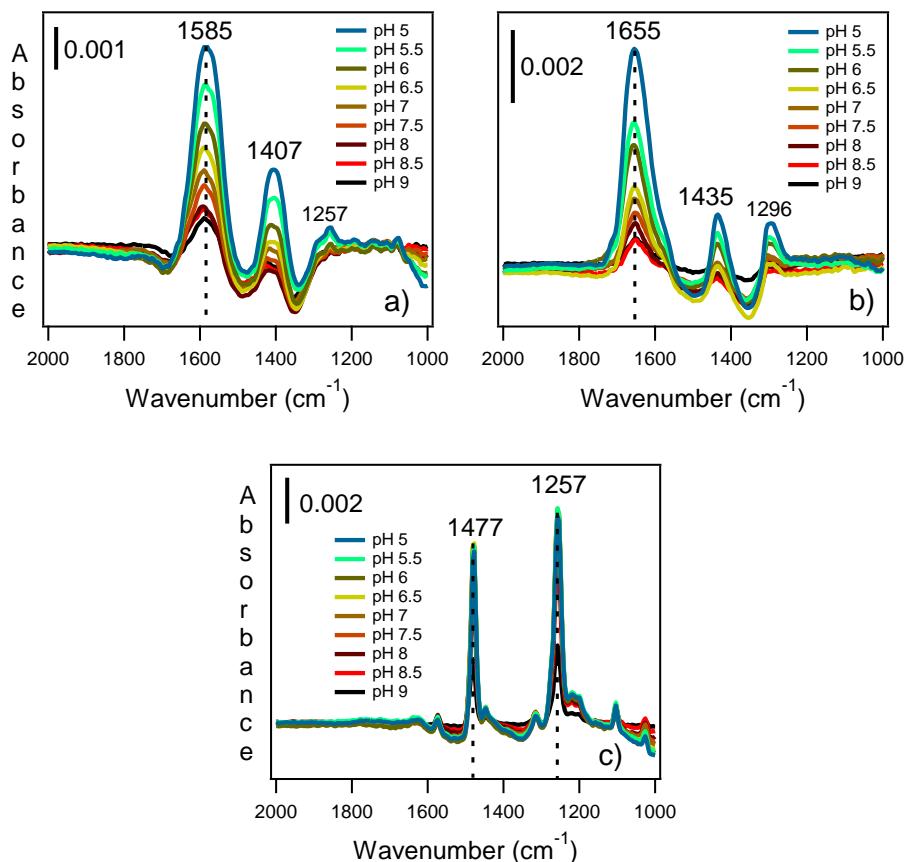 Absorbance
0.001
1585
1407
1257
pH 5
pH 5.5
pH 6
pH 6.5
pH 7
pH 7.5
pH 8
pH 8.5
pH 9
a)
2000 1800 1600 1400 1200 1000
Wavenumber (cm⁻¹)
0.002
1655
1435
1296
pH 5
pH 5.5
pH 6
pH 6.5
pH 7
pH 7.5
pH 8
pH 8.5
pH 9
b)
2000 1800 1600 1400 1200 1000
Wavenumber (cm⁻¹)
Absorbance
0.002
1477
1257
pH 5
pH 5.5
pH 6
pH 6.5
pH 7
pH 7.5
pH 8
pH 8.5
pH 9
c)
2000 1800 1600 1400 1200 1000
Wavenumber (cm⁻¹)